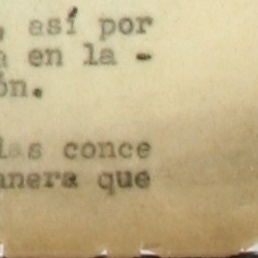 , así por
a en la -
ón.
las conce
anera que